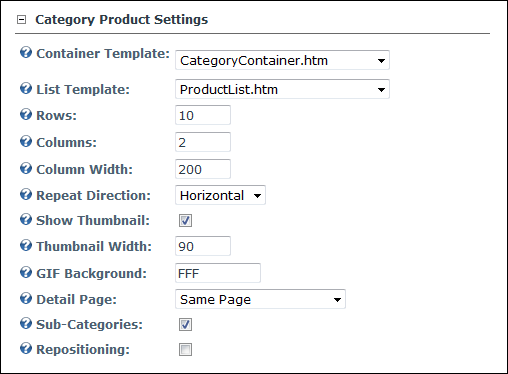 Category Product Settings
Container Template: CategoryContainer.htm
List Template: ProductList.htm
Rows: 10
Columns: 2
Column Width: 200
Repeat Direction: Horizontal
Show Thumbnail:
Thumbnail Width: 90
GIF Background: FFF
Detail Page: Same Page
Sub-Categories:
Repositioning: